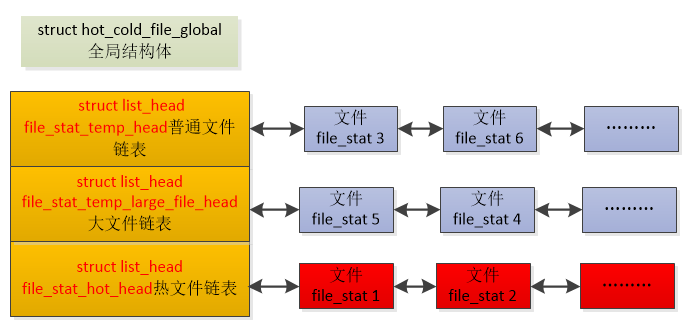 struct hot_cold_file_global
全局结构体
struct list_head
file_stat_temp_head普通文件
链表
文件
file_stat 3
文件
file_stat 6
………
struct list_head
file_stat_temp_large_file_head
大文件链表
文件
file_stat 5
文件
file_stat 4
………
struct list_head
file_stat_hot_head热文件链表
文件
file_stat 1
文件
file_stat 2
………